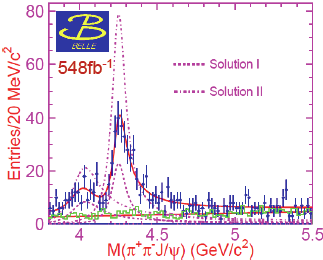 80
60
40
20
0
Entries/20 MeV/c²
B
BELLE
548fb⁻¹
Solution I
Solution II
4 4.5 5 5.5
M(π⁺π⁻J/ψ) (GeV/c²)